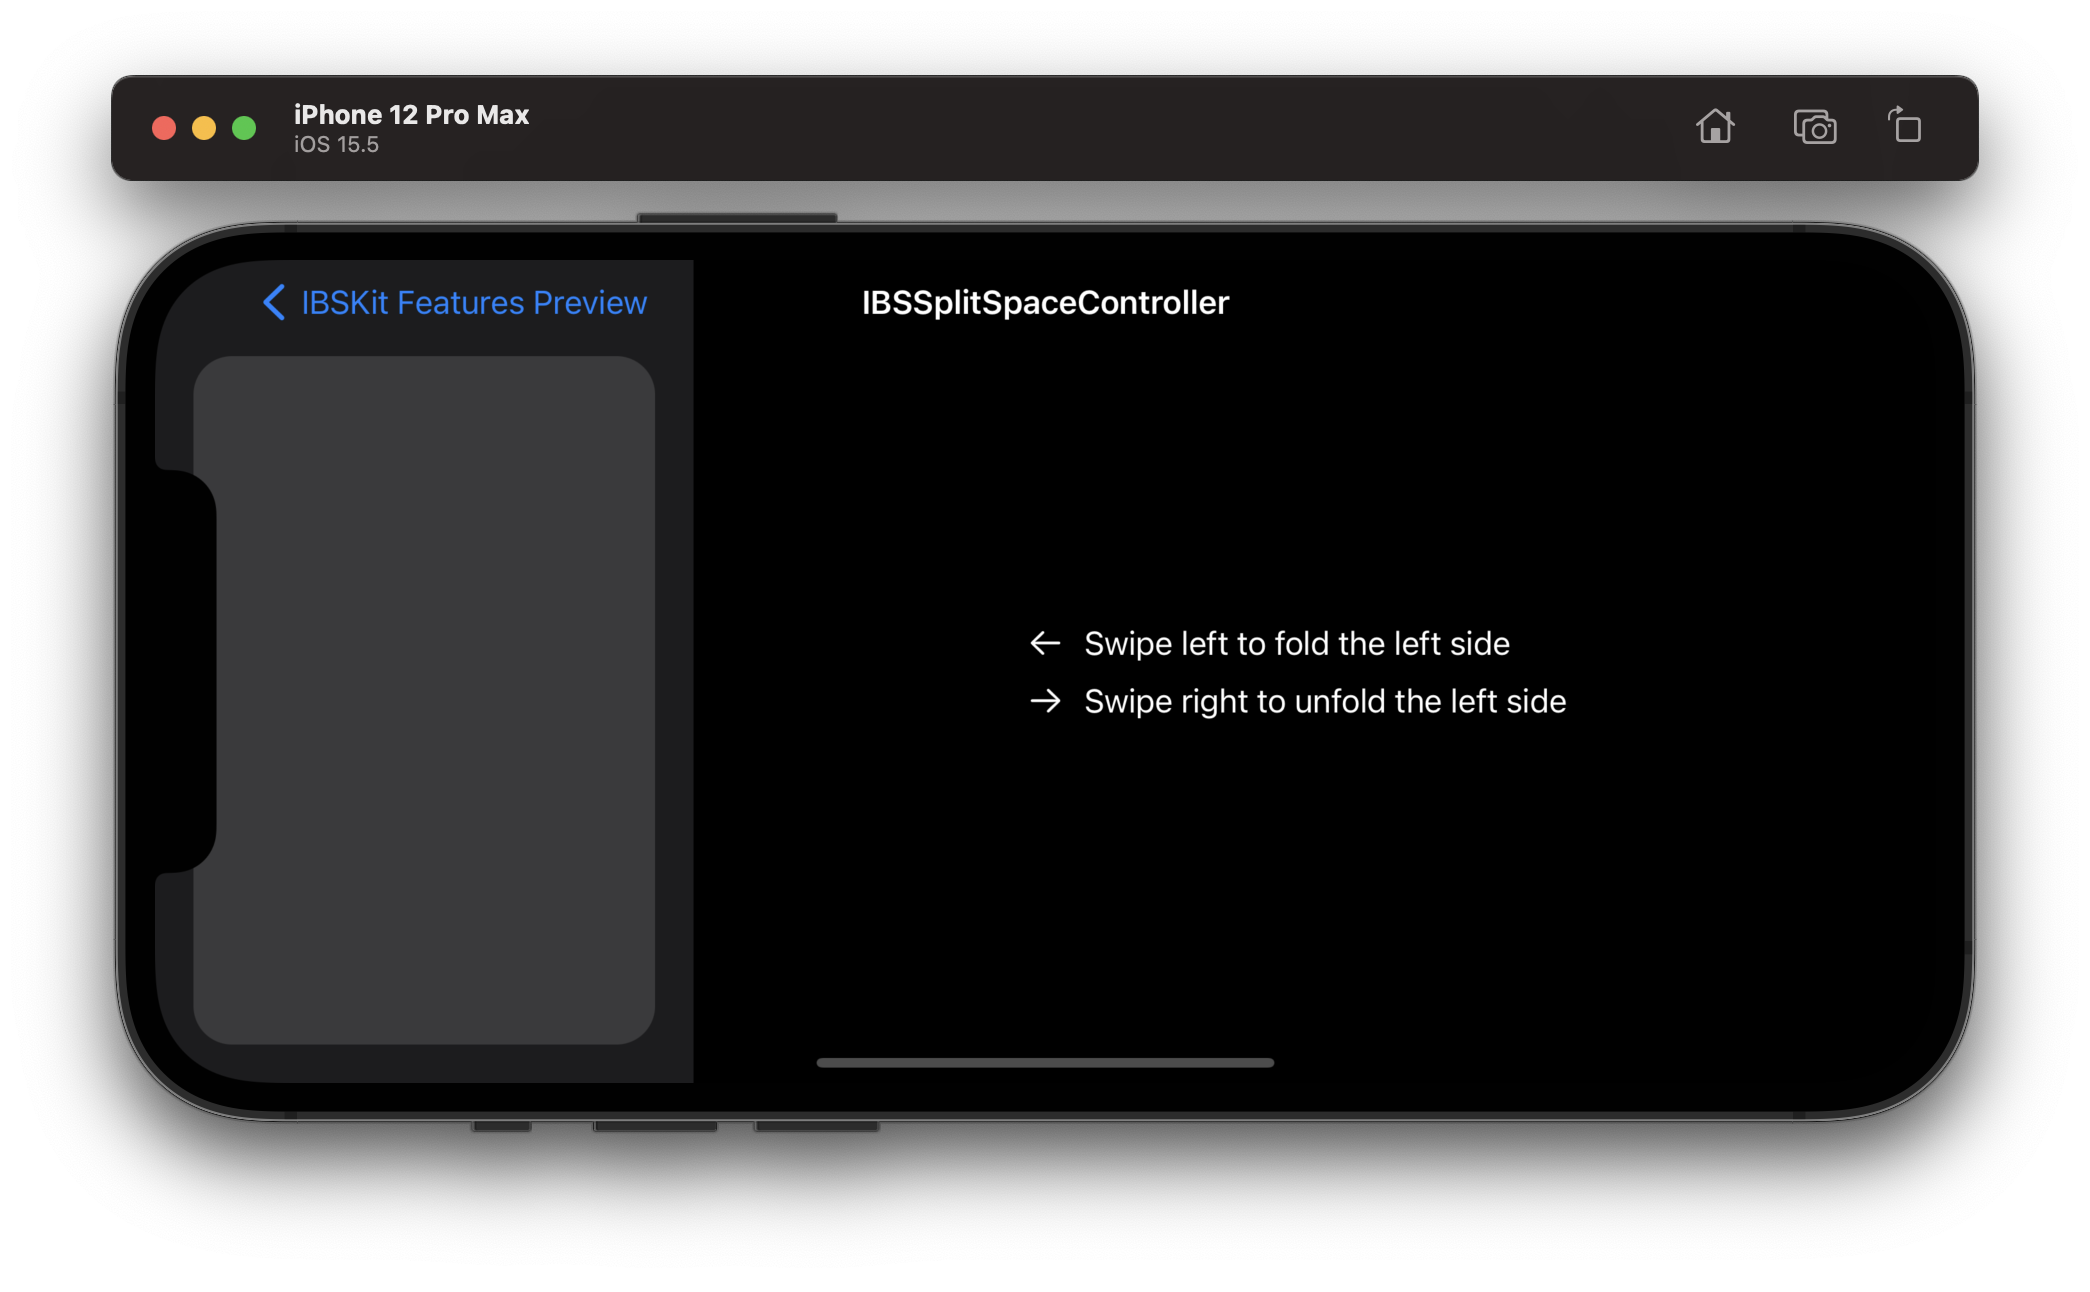 iPhone 12 Pro Max
iOS 15.5
IBSKit Features Preview
IBSSplitSpaceController
Swipe left to fold the left side
Swipe right to unfold the left side